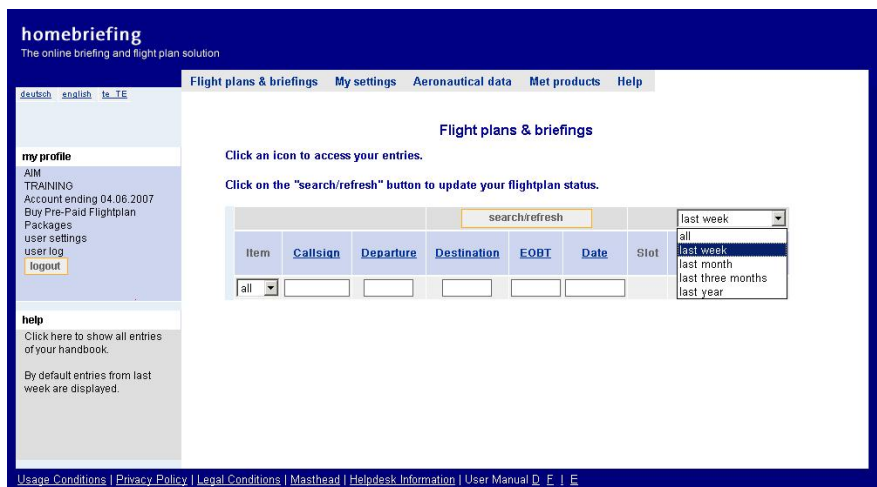 homebriefing
The online briefing and flight plan solution
Flight plans & briefings My settings Aeronautical data Met products Help
deutsch english te_TE
Flight plans & briefings
my profile
AIM
TRAINING
Account ending 04.06.2007
Buy Pre-Paid Flightplan
Packages
user settings
user log
logout
Click an icon to access your entries.
Click on the "search/refresh" button to update your flightplan status.
search/refresh last week
all
last week
last month
last three months
last year
Item Callsign Departure Destination EOBT Date Slot
all
help
Click here to show all entries
of your handbook.
By default entries from last
week are displayed.
Usage Conditions | Privacy Policy | Legal Conditions | Masthead | Helpdesk Information | User Manual D F I E